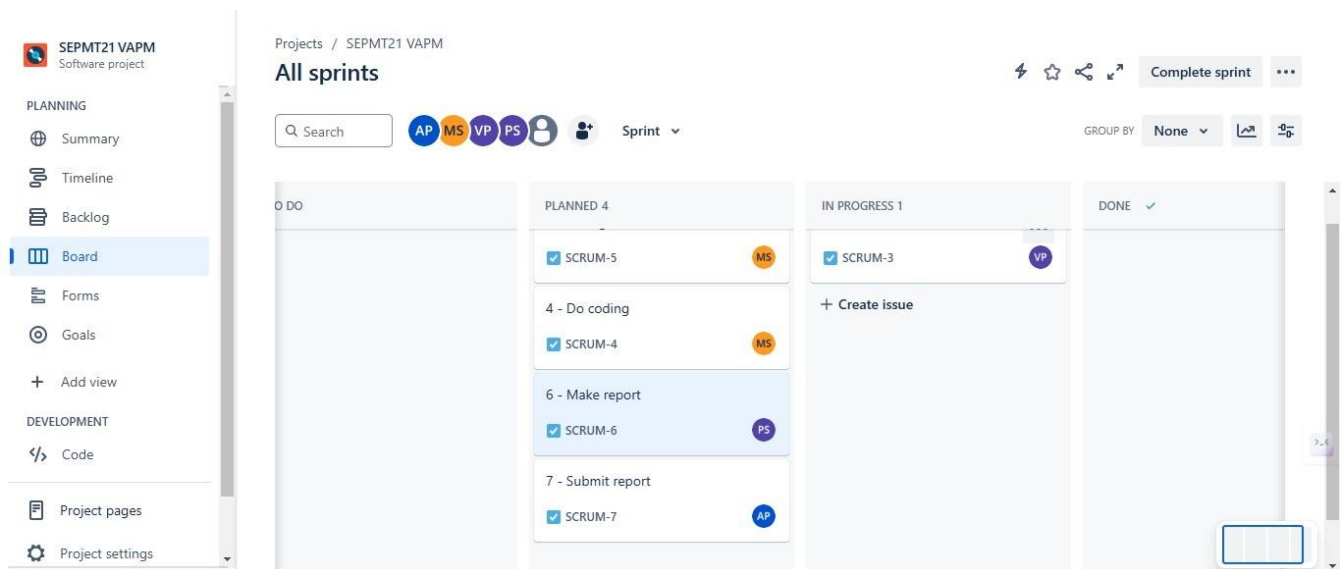 SEPMT21 VAPM
Software project
PLANNING
Summary
Timeline
Backlog
Board
Forms
Goals
+ Add view
DEVELOPMENT
</> Code
Project pages
Project settings
Projects / SEPMT21 VAPM
All sprints
Complete sprint
Search
AP MS VP PS
Sprint
GROUP BY
None
O DO
PLANNED 4
IN PROGRESS 1
DONE
SCRUM-5
MS
4 - Do coding
SCRUM-4
MS
6 - Make report
SCRUM-6
PS
7 - Submit report
SCRUM-7
AP
SCRUM-3
VP
+ Create issue